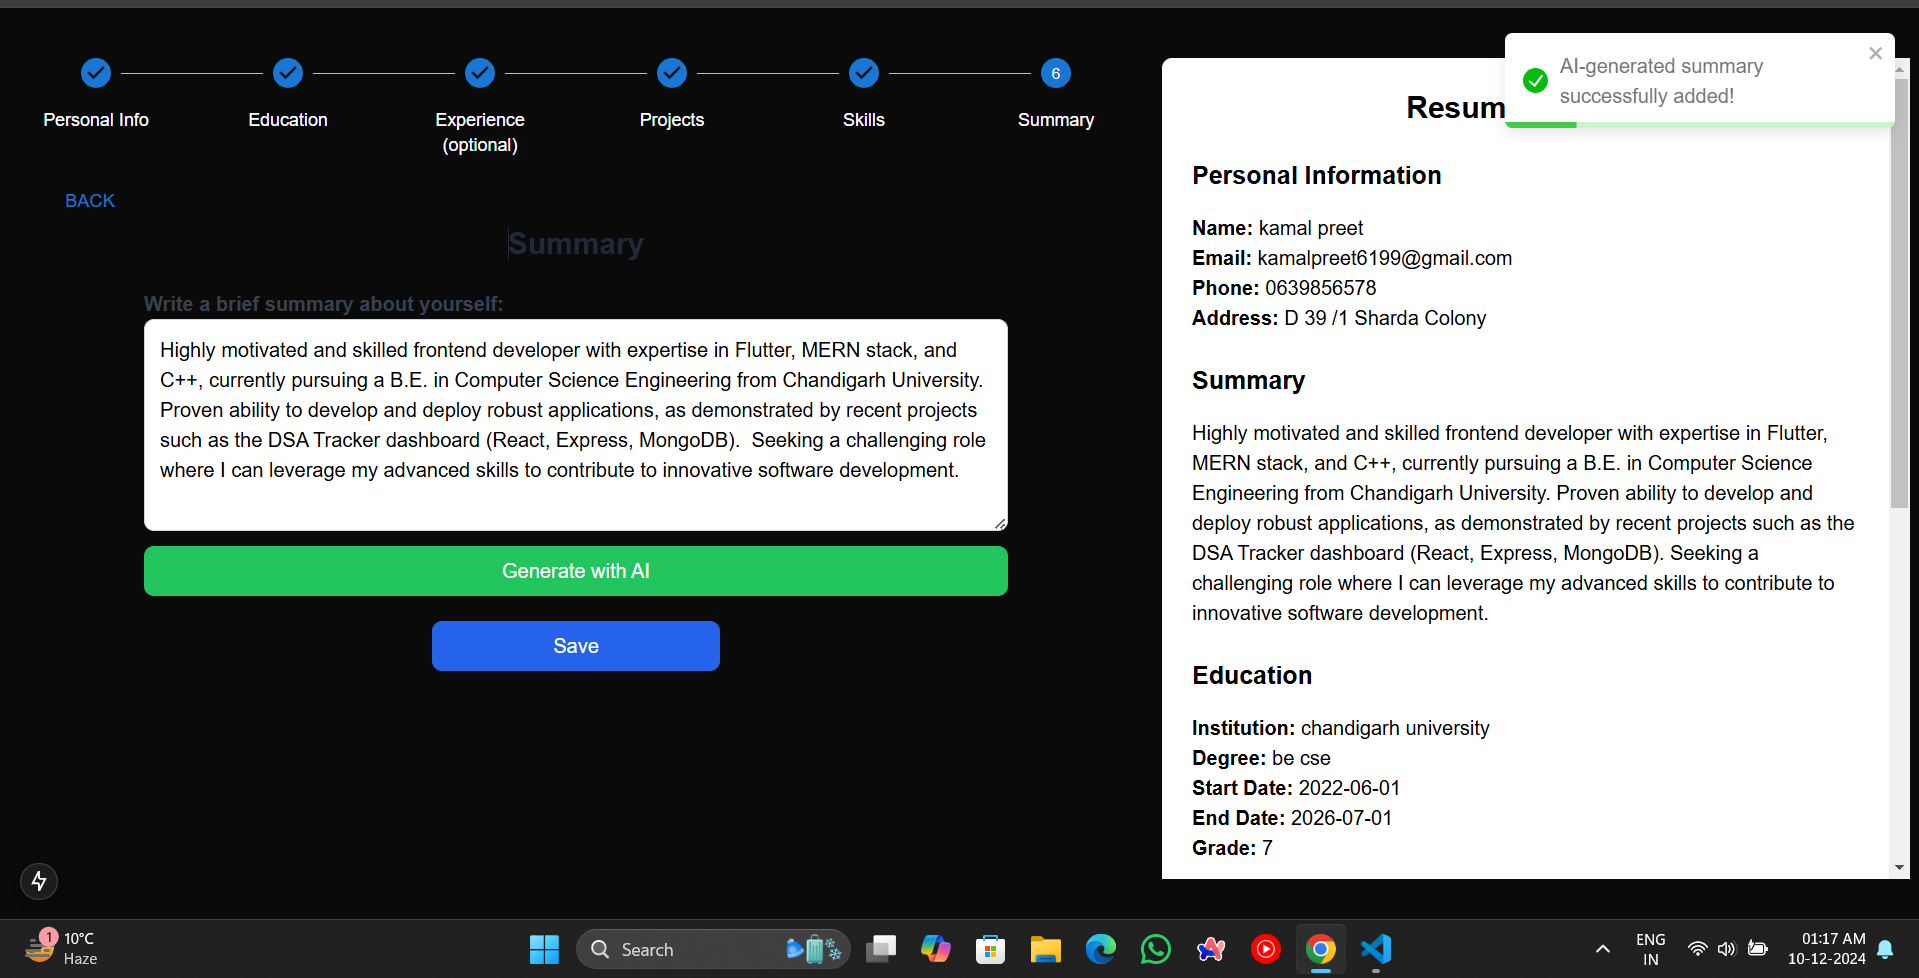 Personal Info
Education
Experience
(optional)
Projects
Skills
6
Summary
BACK
SKIP
Summary
Write a brief summary about yourself:
Highly motivated and skilled frontend developer with expertise in Flutter, MERN stack, and
C++, currently pursuing a B.E. in Computer Science Engineering from Chandigarh University.
Proven ability to develop and deploy robust applications, as demonstrated by recent projects
such as the DSA Tracker dashboard (React, Express, MongoDB).  Seeking a challenging role
where I can leverage my advanced skills to contribute to innovative software development.
Generate with AI
Save
AI-generated summary
successfully added!
Resum
Personal Information
Name: kamal preet
Email: kamalpreet6199@gmail.com
Phone: 0639856578
Address: D 39 /1 Sharda Colony
Summary
Highly motivated and skilled frontend developer with expertise in Flutter,
MERN stack, and C++, currently pursuing a B.E. in Computer Science
Engineering from Chandigarh University. Proven ability to develop and
deploy robust applications, as demonstrated by recent projects such as the
DSA Tracker dashboard (React, Express, MongoDB). Seeking a
challenging role where I can leverage my advanced skills to contribute to
innovative software development.
Education
Institution: chandigarh university
Degree: be cse
Start Date: 2022-06-01
End Date: 2026-07-01
Grade: 7
1
10°C
Haze
Search
ENG
IN
01:17 AM
10-12-2024